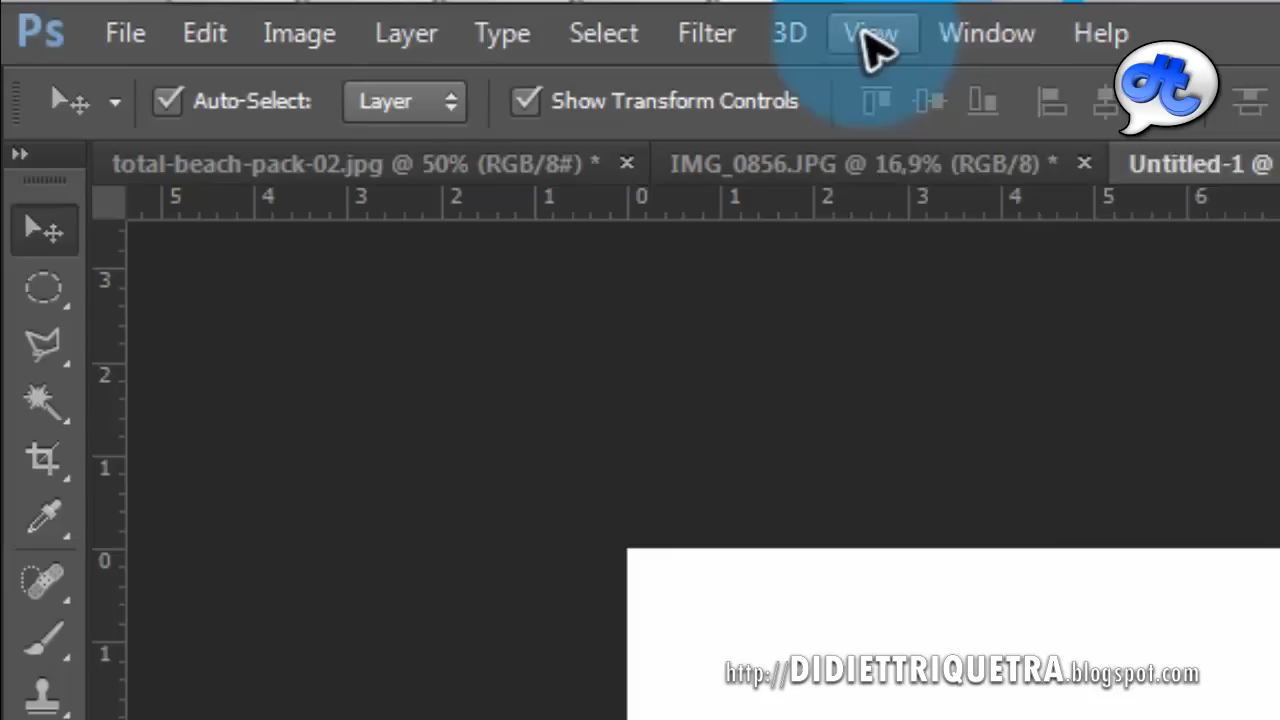 Ps File Edit Image Layer Type Select Filter 3D View Window Help
Auto-Select: Layer Show Transform Controls
dt
total-beach-pack-02.jpg @ 50% (RGB/8#) * × IMG_0856.JPG @ 16,9% (RGB/8) * × Untitled-1 @
5 4 3 2 1 0 1 2 3 4 5 6
3
2
1
0
1
http://DIDIETTRIQUETRA.blogspot.com